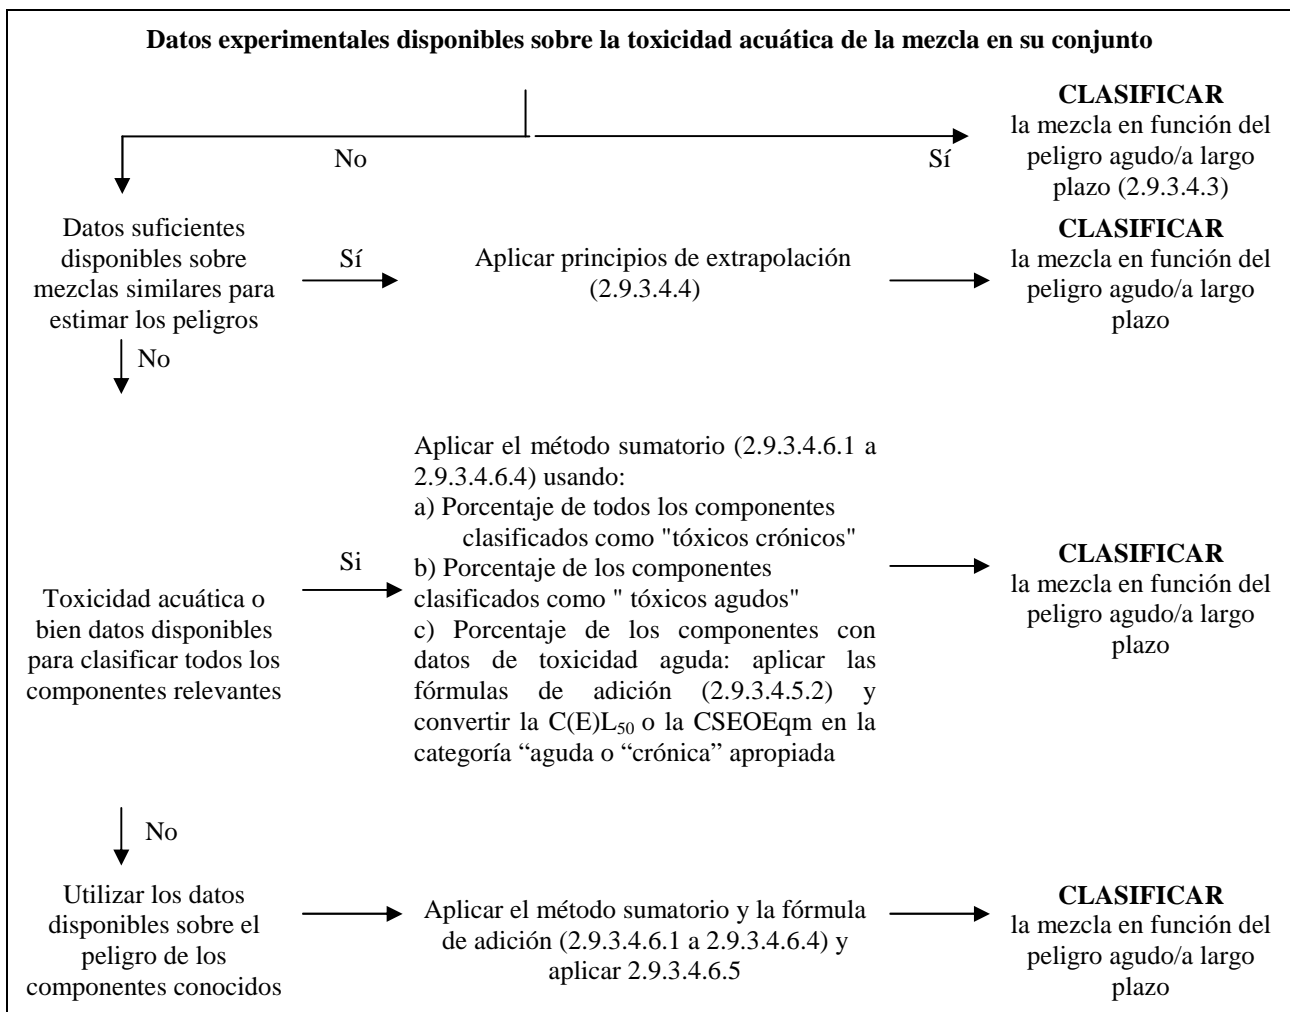 Datos experimentales disponibles sobre la toxicidad acuática de la mezcla en su conjunto
No
Sí
CLASIFICAR
la mezcla en función del
peligro agudo/a largo
plazo (2.9.3.4.3)
Datos suficientes
disponibles sobre
mezclas similares para
estimar los peligros
Sí
Aplicar principios de extrapolación
(2.9.3.4.4)
CLASIFICAR
la mezcla en función del
peligro agudo/a largo
plazo
No
Toxicidad acuática o
bien datos disponibles
para clasificar todos los
componentes relevantes
Si
Aplicar el método sumatorio (2.9.3.4.6.1 a
2.9.3.4.6.4) usando:
a) Porcentaje de todos los componentes
clasificados como "tóxicos crónicos"
b) Porcentaje de los componentes
clasificados como " tóxicos agudos"
c) Porcentaje de los componentes con
datos de toxicidad aguda: aplicar las
fórmulas de adición (2.9.3.4.5.2) y
convertir la C(E)L50 o la CSEOEqm en la
categoría “aguda o “crónica” apropiada
CLASIFICAR
la mezcla en función del
peligro agudo/a largo
plazo
No
Utilizar los datos
disponibles sobre el
peligro de los
componentes conocidos
Aplicar el método sumatorio y la fórmula
de adición (2.9.3.4.6.1 a 2.9.3.4.6.4) y
aplicar 2.9.3.4.6.5
CLASIFICAR
la mezcla en función del
peligro agudo/a largo
plazo